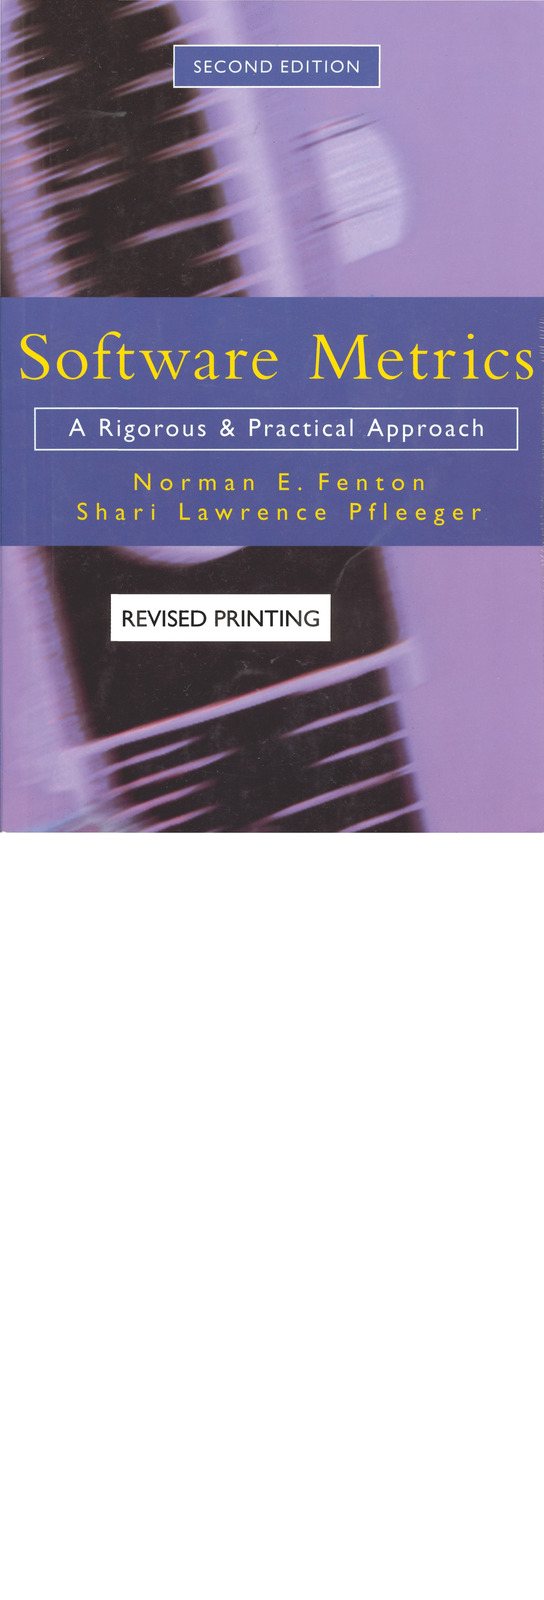 SECOND EDITION
Software Metrics
A Rigorous & Practical Approach
Norman E. Fenton
Shari Lawrence Pfleeger
REVISED PRINTING